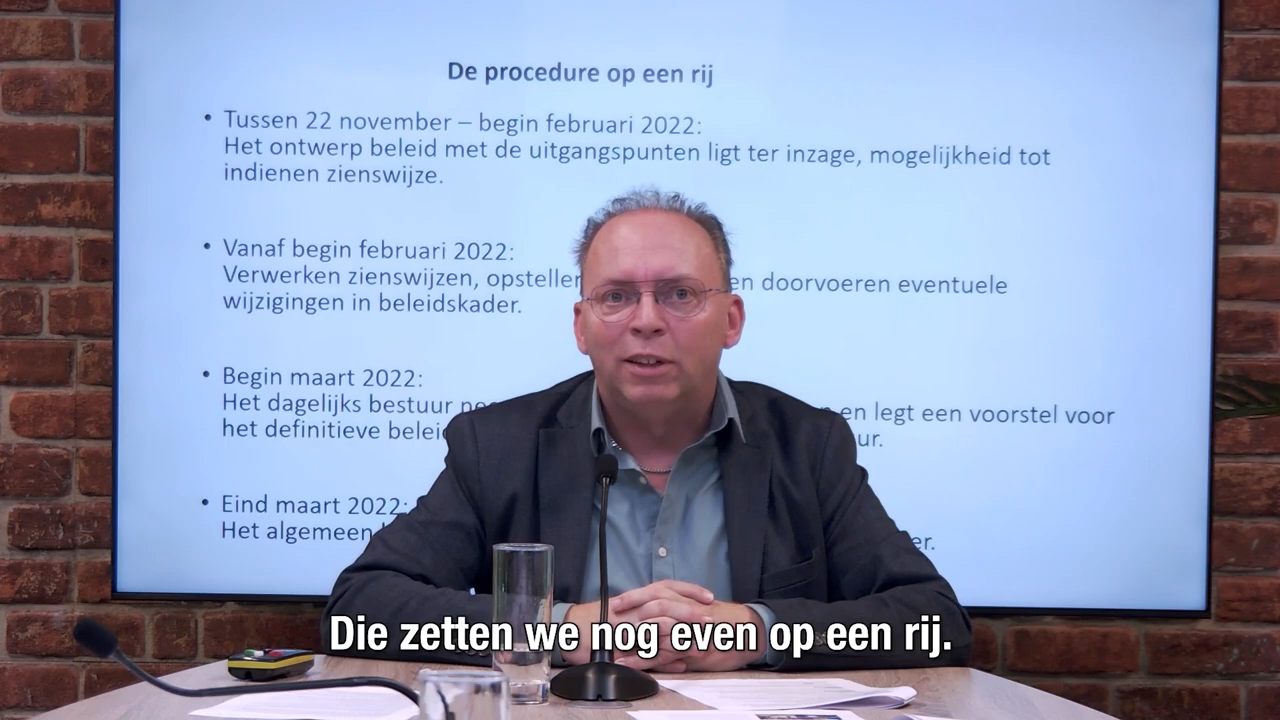 De procedure op een rij
• Tussen 22 november – begin februari 2022:
Het ontwerp beleid met de uitgangspunten ligt ter inzage, mogelijkheid tot
indienen zienswijze.
• Vanaf begin februari 2022:
Verwerken zienswijzen, en doorvoeren eventuele
wijzigingen in beleidskader.
• Begin maart 2022:
Het dagelijks bestuur en legt een voorstel voor
het definitieve
• Eind maart 2022:
Het algemeen
Die zetten we nog even op een rij.